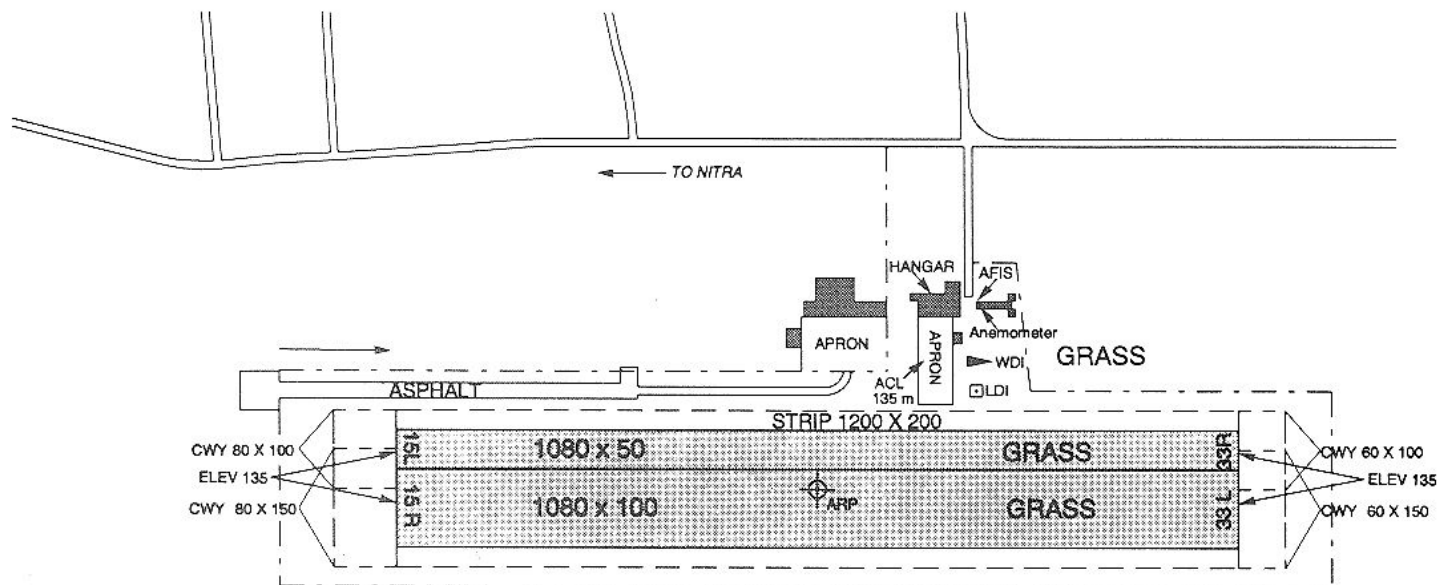 TO NITRA
HANGAR
AFIS
Anemometer
APRON
APRON
WDI
GRASS
ACL
135 m
LDI
ASPHALT
STRIP 1200 X 200
CWY 80 X 100
15L
1080 x 50
GRASS
33R
CWY 60 X 100
ELEV 135
ELEV 135
CWY 80 X 150
15 R
1080 x 100
ARP
GRASS
33 L
CWY 60 X 150